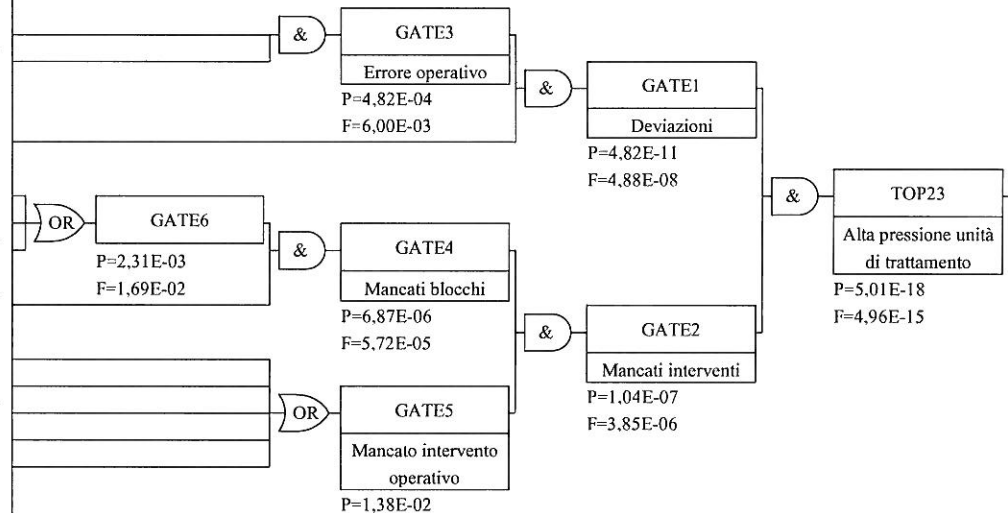 &
GATE3
Errore operativo
P=4,82E-04
F=6,00E-03
&
GATE1
Deviazioni
P=4,82E-11
F=4,88E-08
&
TOP23
Alta pressione unità
di trattamento
P=5,01E-18
F=4,96E-15
OR
GATE6
P=2,31E-03
F=1,69E-02
&
GATE4
Mancati blocchi
P=6,87E-06
F=5,72E-05
&
GATE2
Mancati interventi
P=1,04E-07
F=3,85E-06
OR
GATE5
Mancato intervento
operativo
P=1,38E-02